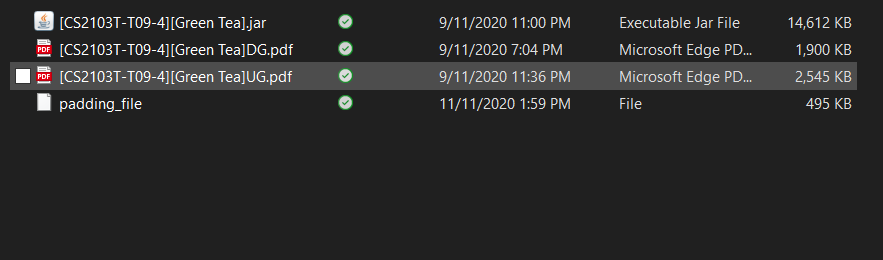 [CS2103T-T09-4][Green Tea].jar 9/11/2020 11:00 PM Executable Jar File 14,612 KB
PDF [CS2103T-T09-4][Green Tea]DG.pdf 9/11/2020 7:04 PM Microsoft Edge PD... 1,900 KB
PDF [CS2103T-T09-4][Green Tea]UG.pdf 9/11/2020 11:36 PM Microsoft Edge PD... 2,545 KB
padding_file 11/11/2020 1:59 PM File 495 KB